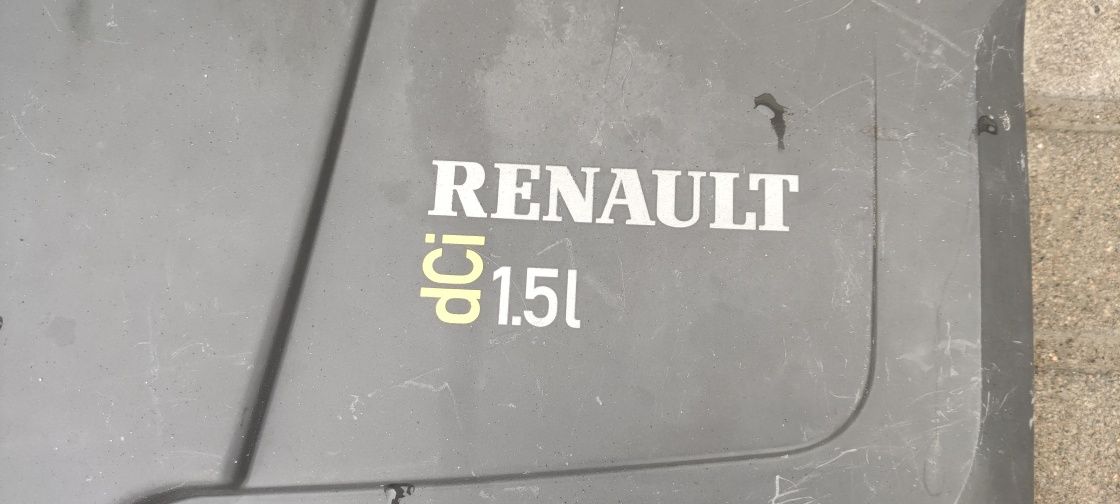 RENAULT
dCi 1.5l